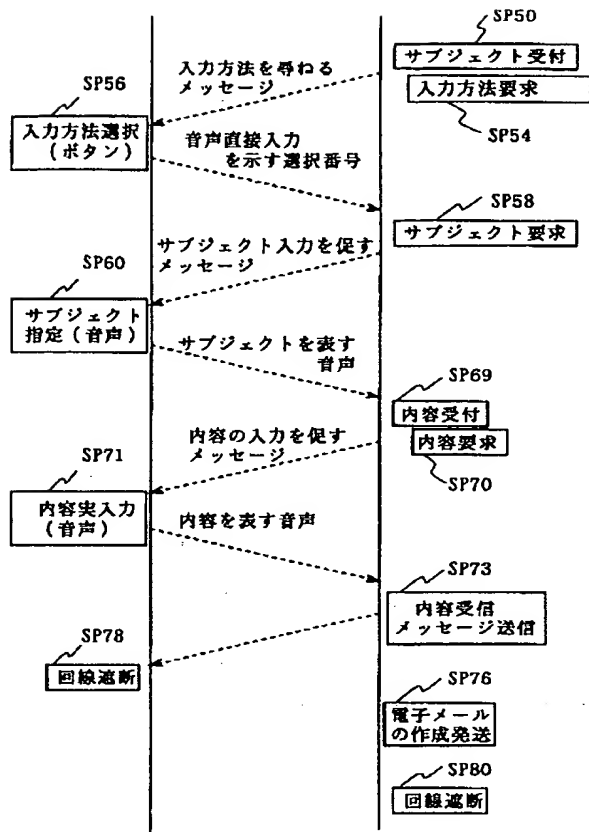 SP50
サブジェクト受付
入力方法を尋ねる
メッセージ
SP56
入力方法要求
SP54
入力方法選択
(ボタン)
音声直接入力
を示す選択番号
SP58
サブジェクト要求
サブジェクト入力を促す
メッセージ
SP60
サブジェクト
指定(音声)
サブジェクトを表す
音声
SP69
内容受付
内容の入力を促す
メッセージ
内容要求
SP70
SP71
内容実入力
(音声)
内容を表す音声
SP73
内容受信
メッセージ送信
SP78
回線遮断
SP76
電子メール
の作成発送
SP80
回線遮断